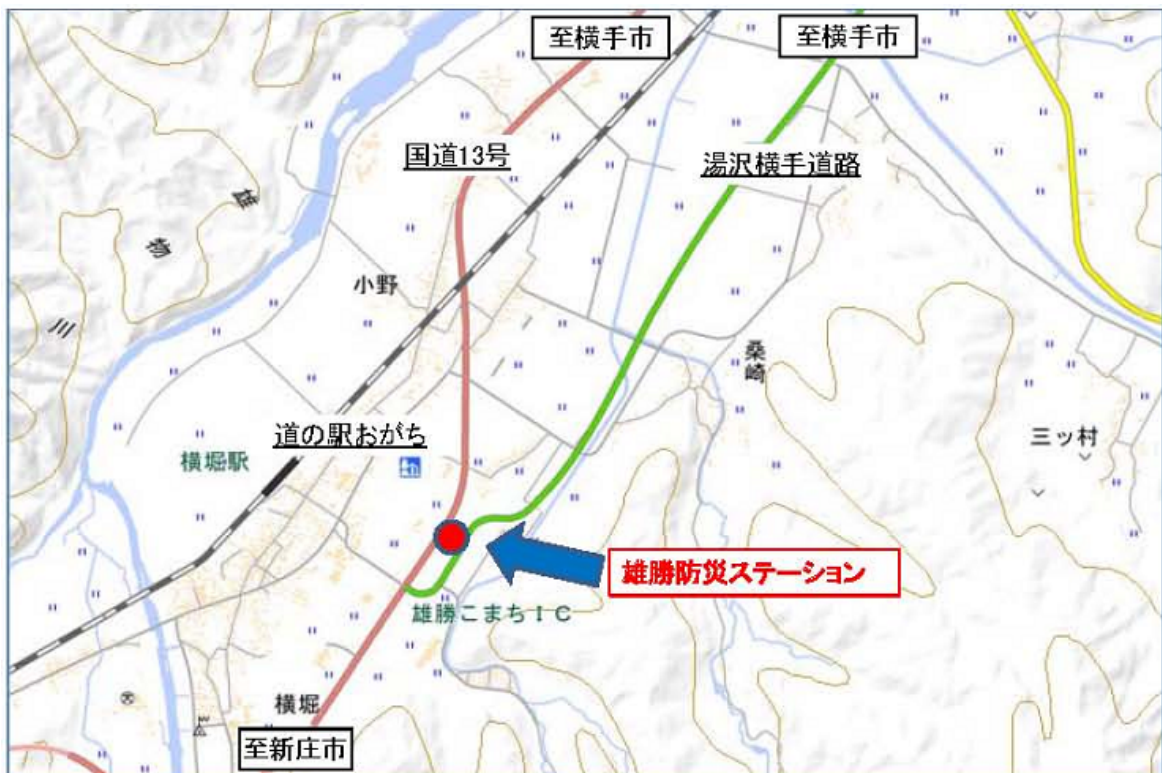 至横手市
至横手市
国道13号
湯沢横手道路
雄
物
川
小野
桑崎
道の駅おがち
三ッ村
横堀駅
雄勝防災ステーション
雄勝こまちＩＣ
横堀
至新庄市